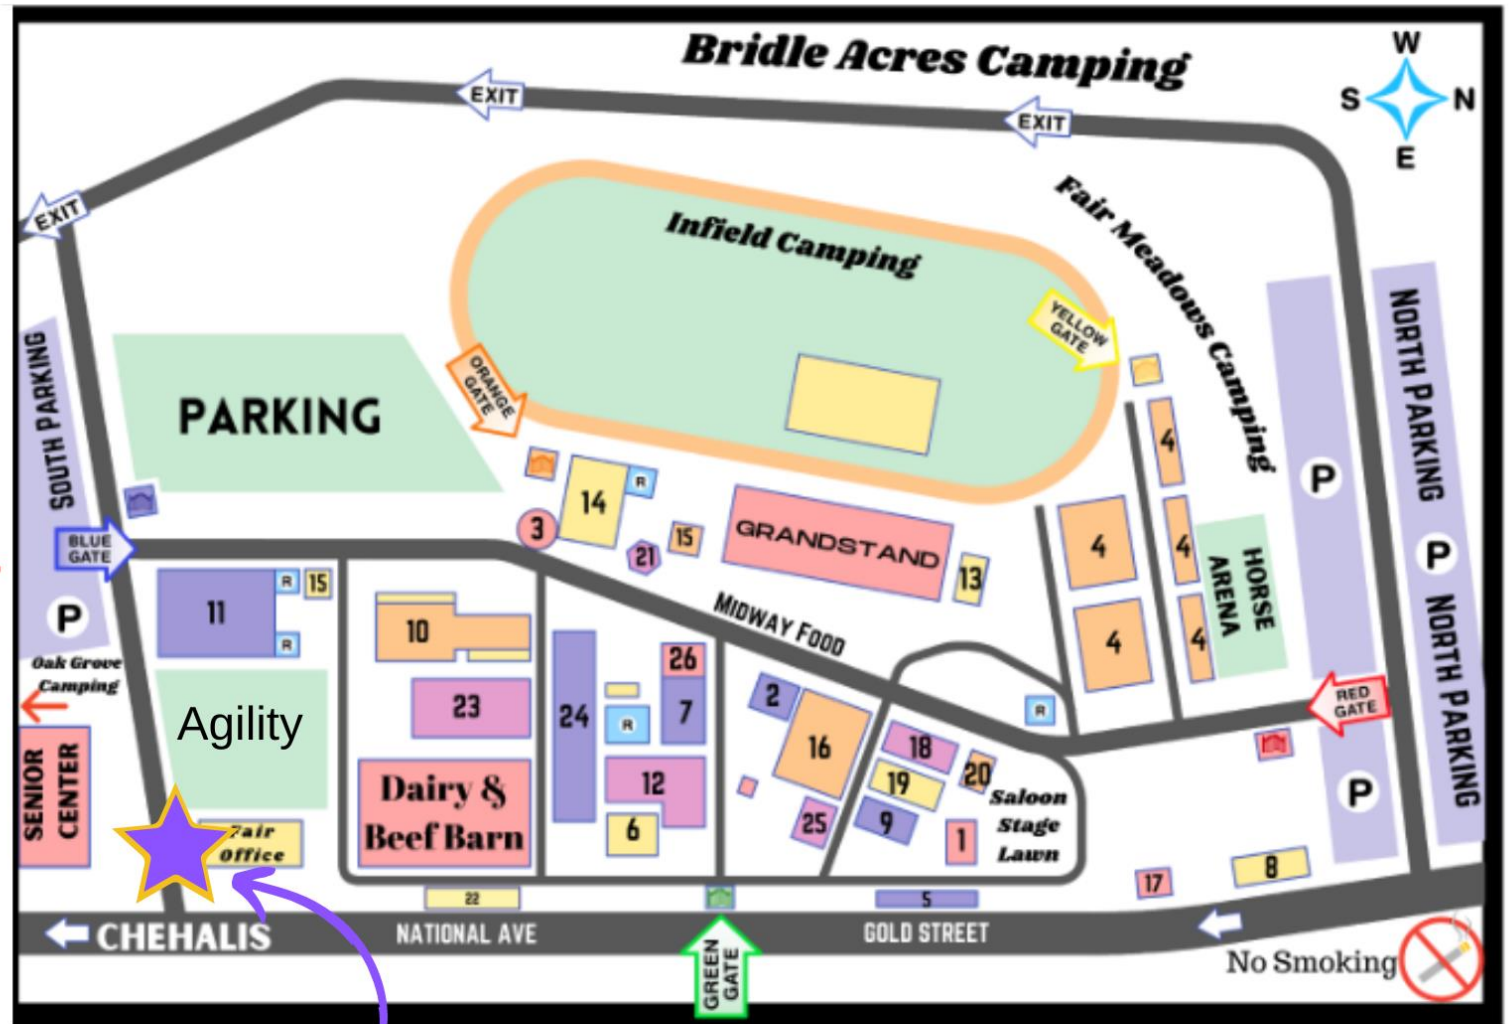 Bridle Acres Camping
W
S
N
E
EXIT
EXIT
EXIT
Fair Meadows Camping
Infield Camping
YELLOW
GATE
ORANGE
GATE
PARKING
SOUTH PARKING
NORTH PARKING
P
P
NORTH PARKING
P
BLUE
GATE
P
Oak Grove
Camping
SENIOR
CENTER
14
R
3
21
15
GRANDSTAND
13
4
4
4
4
4
HORSE
ARENA
RED
GATE
MIDWAY FOOD
11
R
15
R
Agility
Fair
Office
10
23
Dairy &
Beef Barn
24
R
26
7
12
6
2
16
25
18
19
9
20
1
R
Saloon
Stage
Lawn
17
8
22
5
CHEHALIS
NATIONAL AVE
GOLD STREET
GREEN
GATE
No Smoking